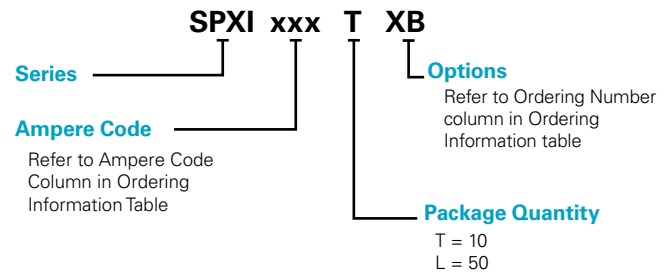 SPXI xxx T XB
Series
Ampere Code
Refer to Ampere Code
Column in Ordering
Information Table
Options
Refer to Ordering Number
column in Ordering
Information table
Package Quantity
T = 10
L = 50